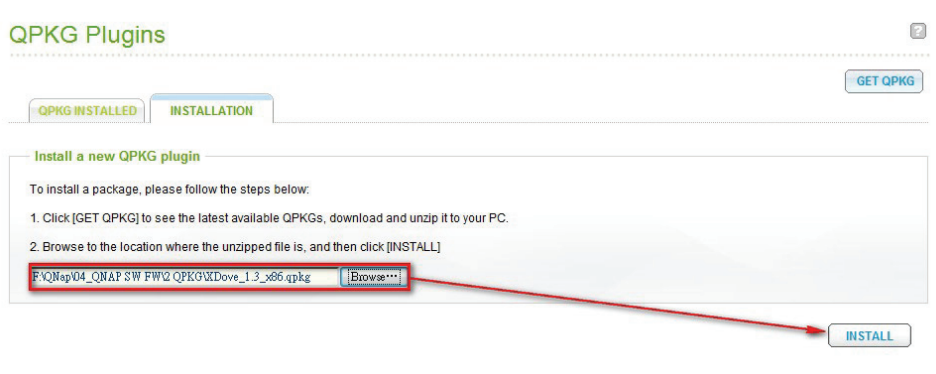 QPKG Plugins
?
GET QPKG
QPKG INSTALLED
INSTALLATION
Install a new QPKG plugin
To install a package, please follow the steps below:
1. Click [GET QPKG] to see the latest available QPKGs, download and unzip it to your PC.
2. Browse to the location where the unzipped file is, and then click [INSTALL]
F:\QNap\04_QNAP SW FW\2 QPKG\XDove_1.3_x86.qpkg Browse…
INSTALL